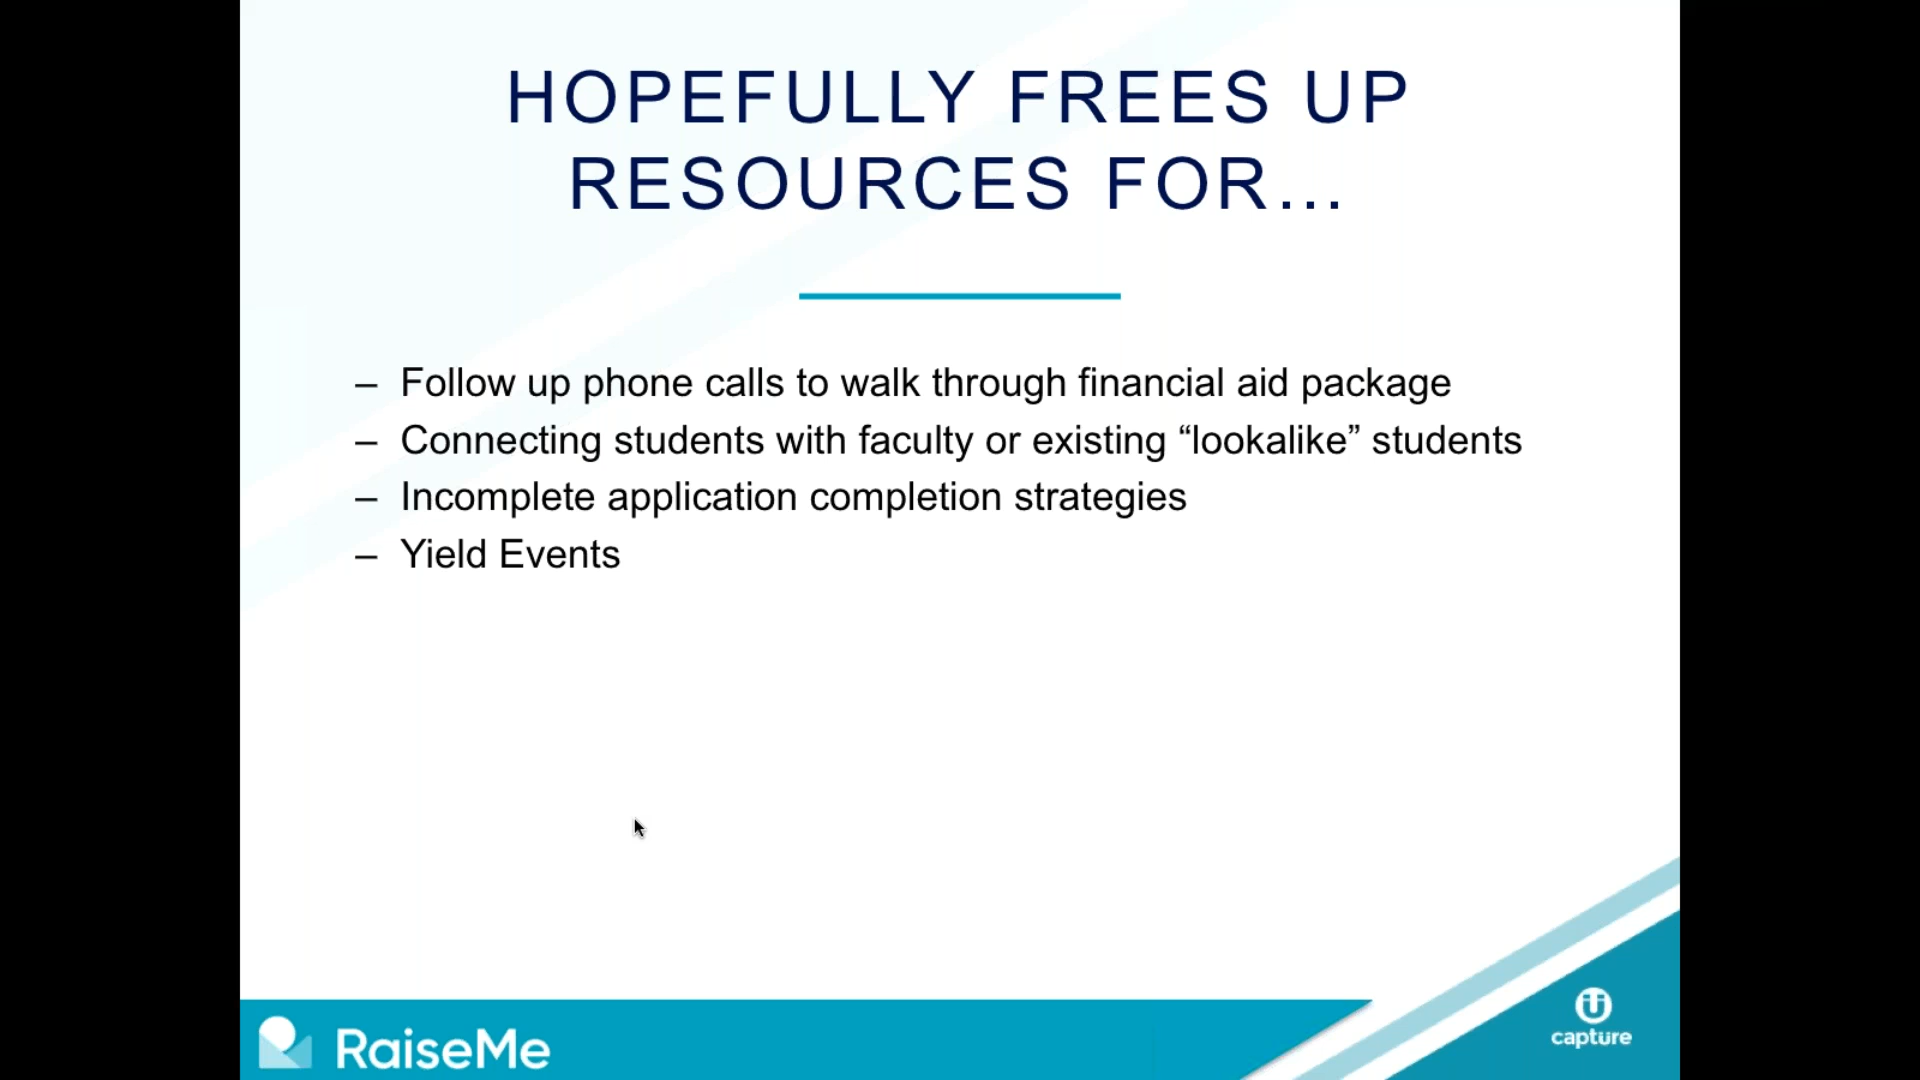 HOPEFULLY FREES UP
RESOURCES FOR...
– Follow up phone calls to walk through financial aid package
– Connecting students with faculty or existing “lookalike” students
– Incomplete application completion strategies
– Yield Events
RaiseMe
capture